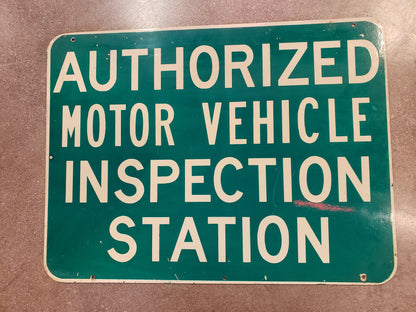 AUTHORIZED
MOTOR VEHICLE
INSPECTION
STATION